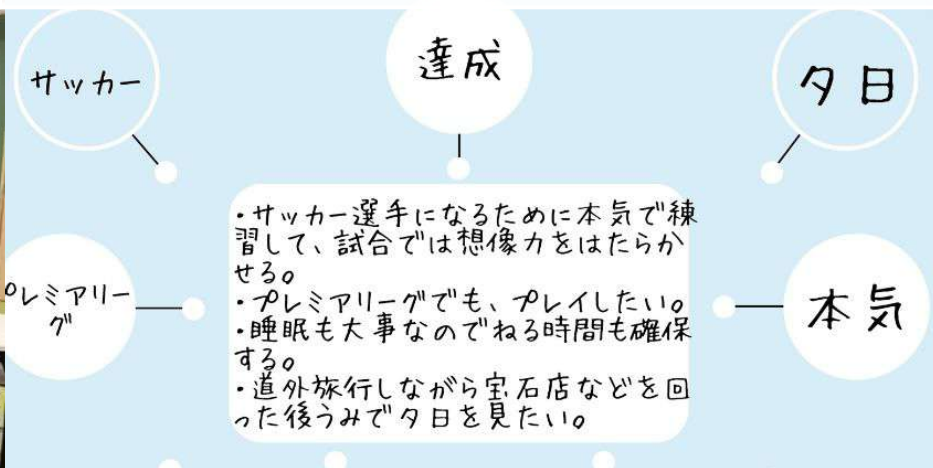 サッカー
達成
夕日
・サッカー選手になるために本気で練
習して、試合では想像力をはたらか
せる。
・プレミアリーグでも、プレイしたい。
・睡眠も大事なのでねる時間も確保
する。
・道外旅行しながら宝石店などを回
った後うみで夕日を見たい。
プレミアリー
グ
本気